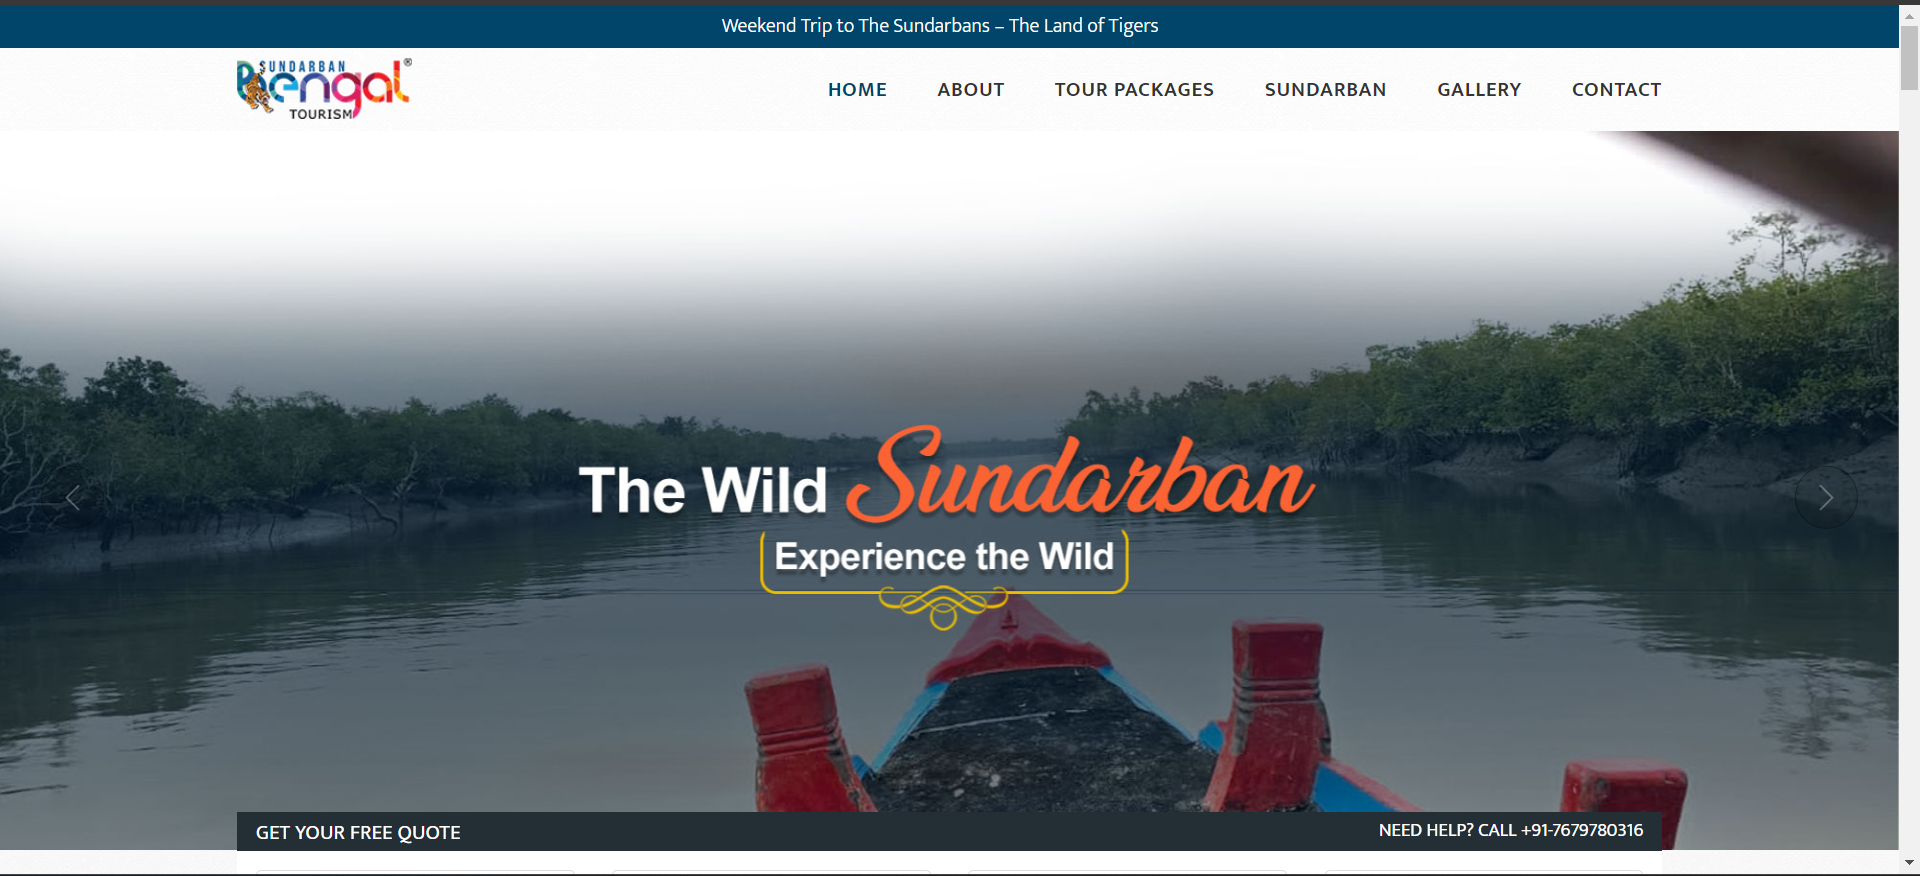 Weekend Trip to The Sundarbans – The Land of Tigers
SUNDARBAN
Bengal®
TOURISM
HOME ABOUT TOUR PACKAGES SUNDARBAN GALLERY CONTACT
The Wild Sundarban
Experience the Wild
GET YOUR FREE QUOTE NEED HELP? CALL +91-7679780316